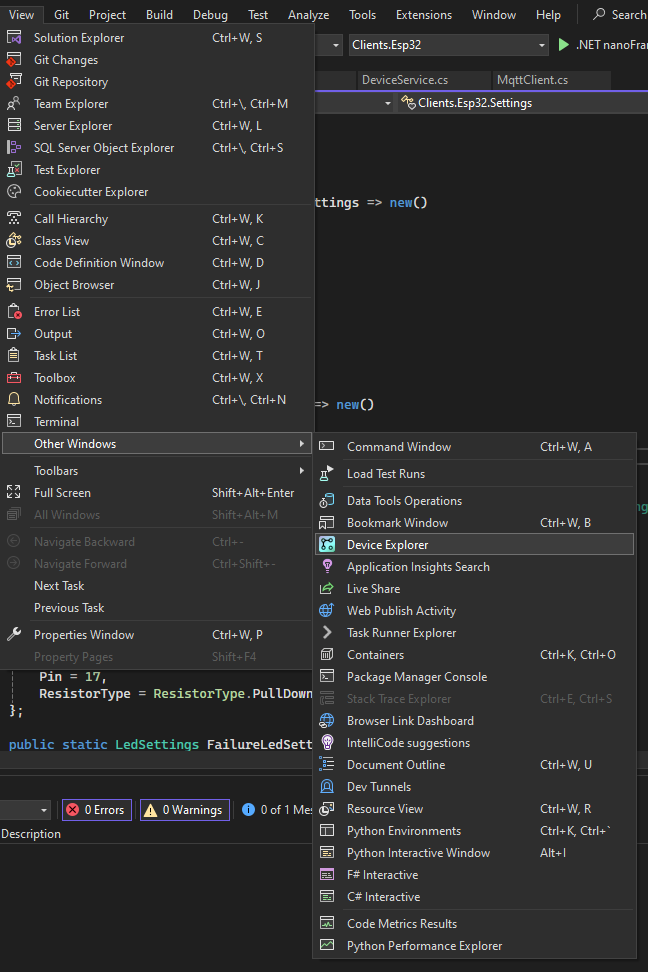 View Git Project Build Debug Test Analyze Tools Extensions Window Help Search
Clients.Esp32 .NET nanoFra
DeviceService.cs MqttClient.cs
Clients.Esp32.Settings
Solution Explorer Ctrl+W, S
Git Changes
Git Repository
Team Explorer Ctrl+\, Ctrl+M
Server Explorer Ctrl+W, L
SQL Server Object Explorer Ctrl+\, Ctrl+S
Test Explorer
Cookiecutter Explorer
ttings => new()
Call Hierarchy Ctrl+W, K
Class View Ctrl+W, C
Code Definition Window Ctrl+W, D
Object Browser Ctrl+W, J
Error List Ctrl+W, E
Output Ctrl+W, O
Task List Ctrl+W, T
Toolbox Ctrl+W, X
Notifications Ctrl+\, Ctrl+N
=> new()
Terminal
Other Windows
Toolbars
Full Screen Shift+Alt+Enter
All Windows Shift+Alt+M
Navigate Backward Ctrl+-
Navigate Forward Ctrl+Shift+-
Next Task
Previous Task
Properties Window Ctrl+W, P
Property Pages Shift+F4
Command Window Ctrl+W, A
Load Test Runs
Data Tools Operations
ng
Bookmark Window Ctrl+W, B
Device Explorer
Application Insights Search
Live Share
Web Publish Activity
Task Runner Explorer
Containers Ctrl+K, Ctrl+O
Package Manager Console
Stack Trace Explorer Ctrl+E, Ctrl+S
Browser Link Dashboard
IntelliCode suggestions
Document Outline Ctrl+W, U
Dev Tunnels
Resource View Ctrl+W, R
Python Environments Ctrl+K, Ctrl+`
Python Interactive Window Alt+I
F# Interactive
C# Interactive
Code Metrics Results
Python Performance Explorer
Pin = 17,
ResistorType = ResistorType.PullDown
};
public static LedSettings FailureLedSett
0 Errors 0 Warnings 0 of 1 Mes
Description